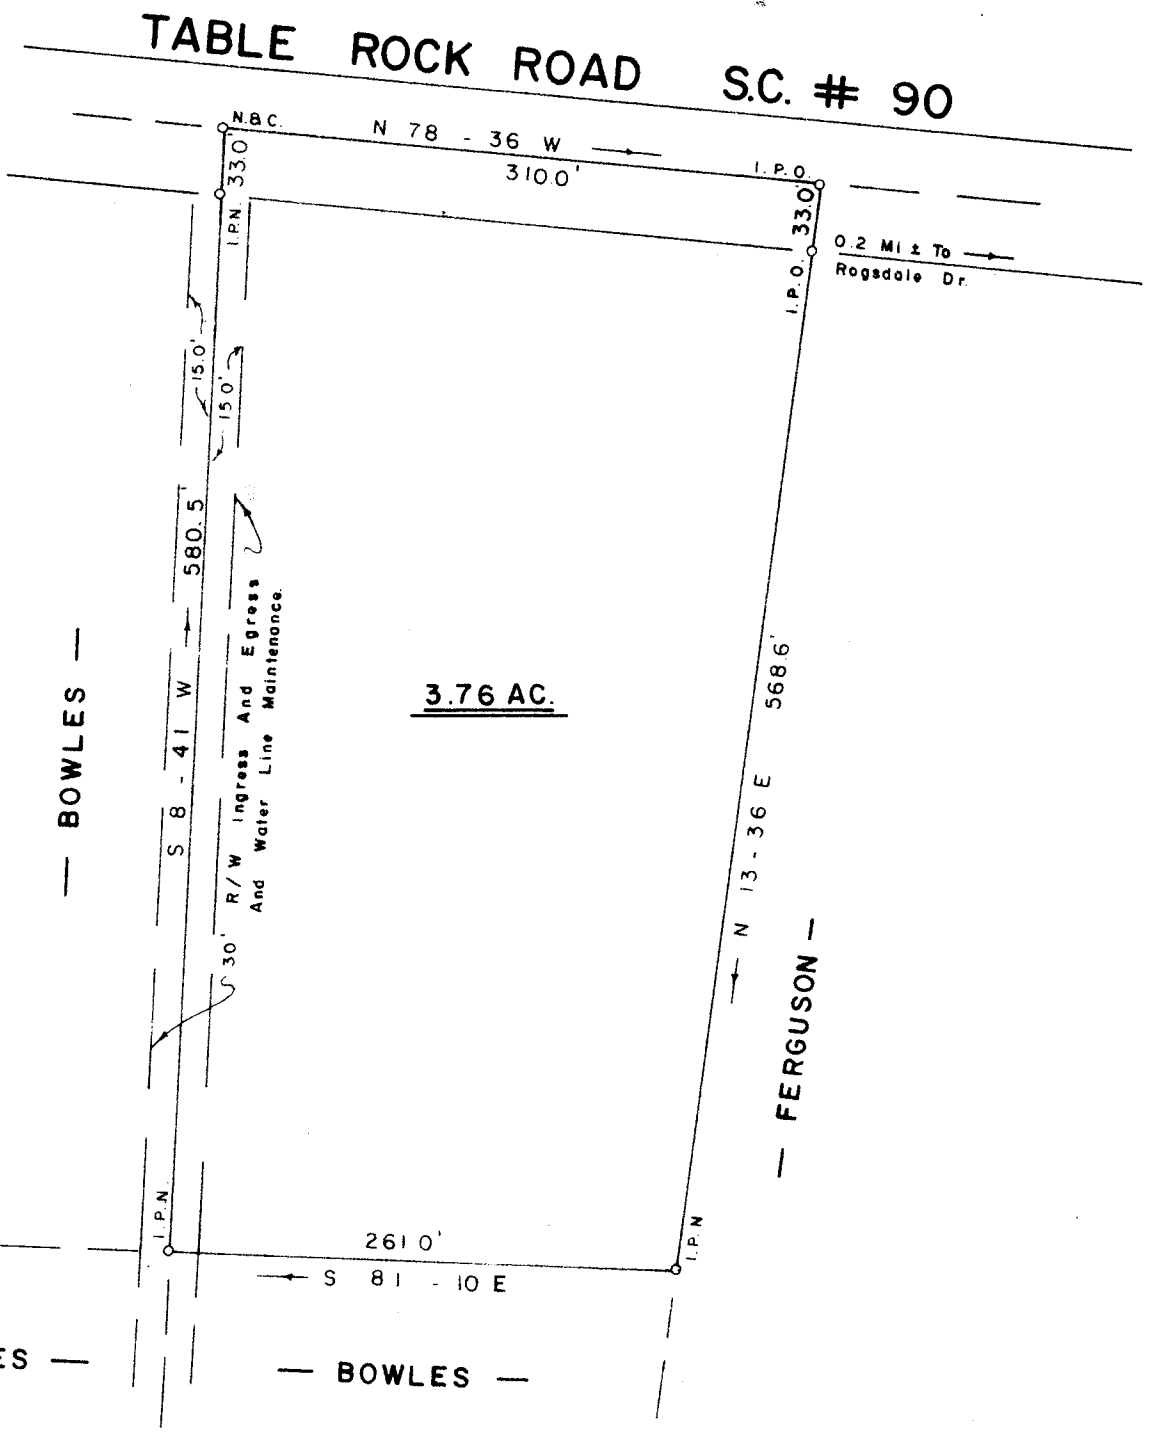 TABLE ROCK ROAD S.C. # 90
N.&C.
N 78 - 36 W
310.0'
I.P.O.
33.0'
33.0'
I.P.N.
I.P.O.
0.2 Mi ± To
Ragsdale Dr.
15.0'
15.0'
580.5'
S 8 - 41 W
30' R/W Ingress And Egress
And Water Line Maintenance.
— BOWLES —
3.76 AC.
568.6'
N 13 - 36 E
— FERGUSON —
I.P.N.
I.P.N
261.0'
S 81 - 10 E
ES —
— BOWLES —